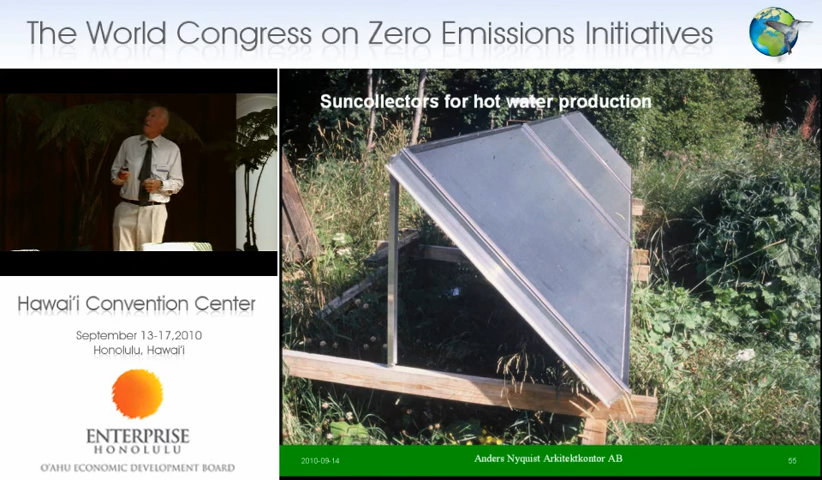 The World Congress on Zero Emissions Initiatives
Suncollectors for hot water production
Hawai'i Convention Center
September 13-17,2010
Honolulu, Hawai'i
ENTERPRISE
HONOLULU
O'AHU ECONOMIC DEVELOPMENT BOARD
2010-09-14
Anders Nyquist Arkitektkontor AB
55